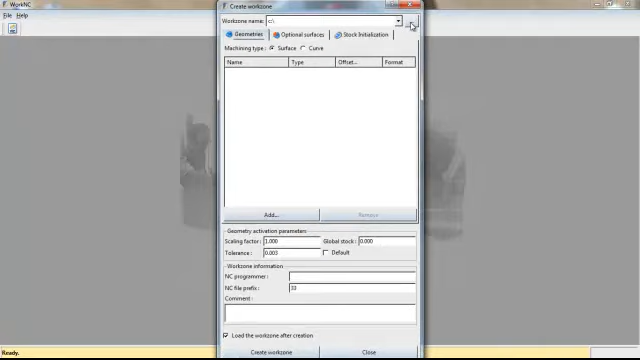 WorkNC
File Help
Create workzone
Workzone name: c:\
Geometries Optional surfaces Stock Initialization
Machining type: Surface Curve
Name Type Offset... Format
Add... Remove
Geometry activation parameters
Scaling factor: 1.000 Global stock: 0.000
Tolerance: 0.003 Default
Workzone information
NC programmer:
NC file prefix: 33
Comment:
Load the workzone after creation
Create workzone Close
Ready.